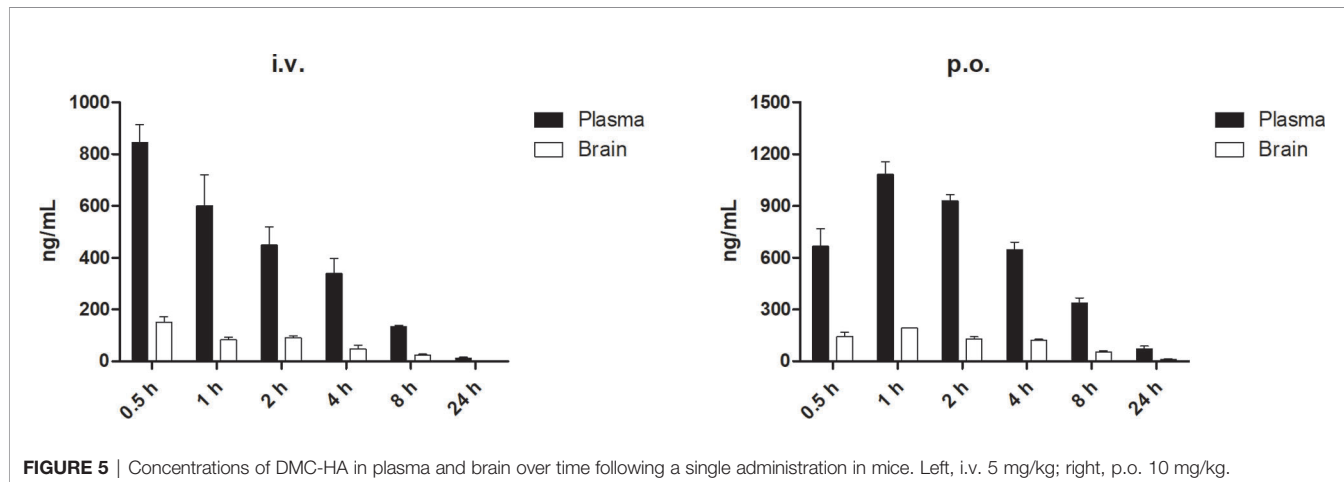 i.v.
1000
800
600
400
200
0
ng/mL
0.5 h
1 h
2 h
4 h
8 h
24 h
Plasma
Brain
p.o.
1500
1200
900
600
300
0
ng/mL
0.5 h
1 h
2 h
4 h
8 h
24 h
Plasma
Brain
FIGURE 5 | Concentrations of DMC-HA in plasma and brain over time following a single administration in mice. Left, i.v. 5 mg/kg; right, p.o. 10 mg/kg.